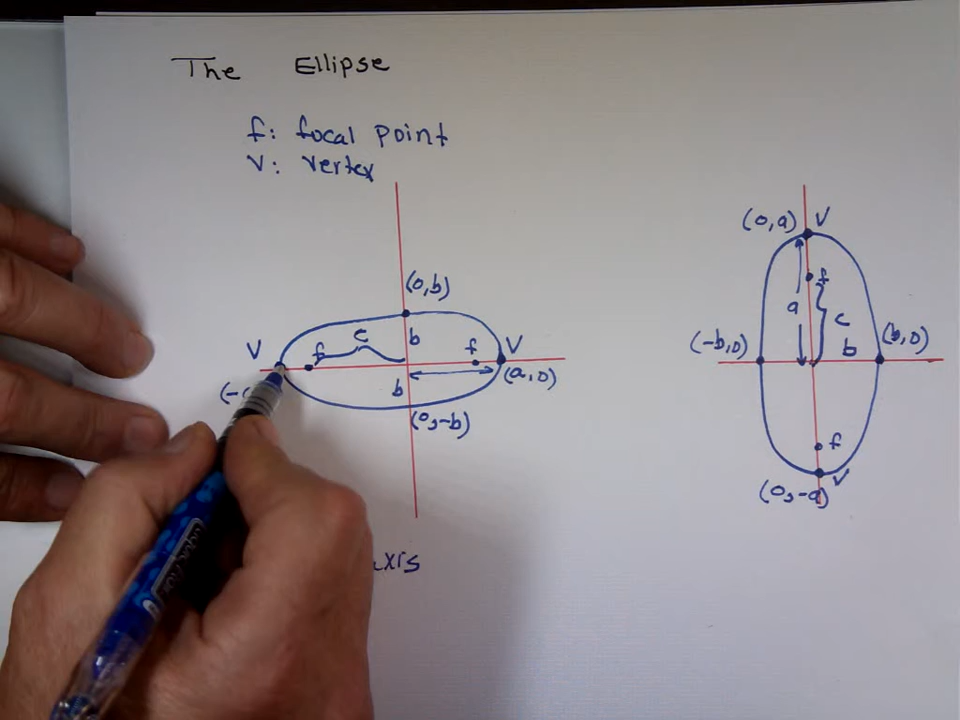 The Ellipse
f: focal point
V: vertex
(0,a) V
(0,b)
f
a
c
V f c b f V
(-b,0) b (b,0)
b (a,0)
(0,-b)
f
V
(0,-a)